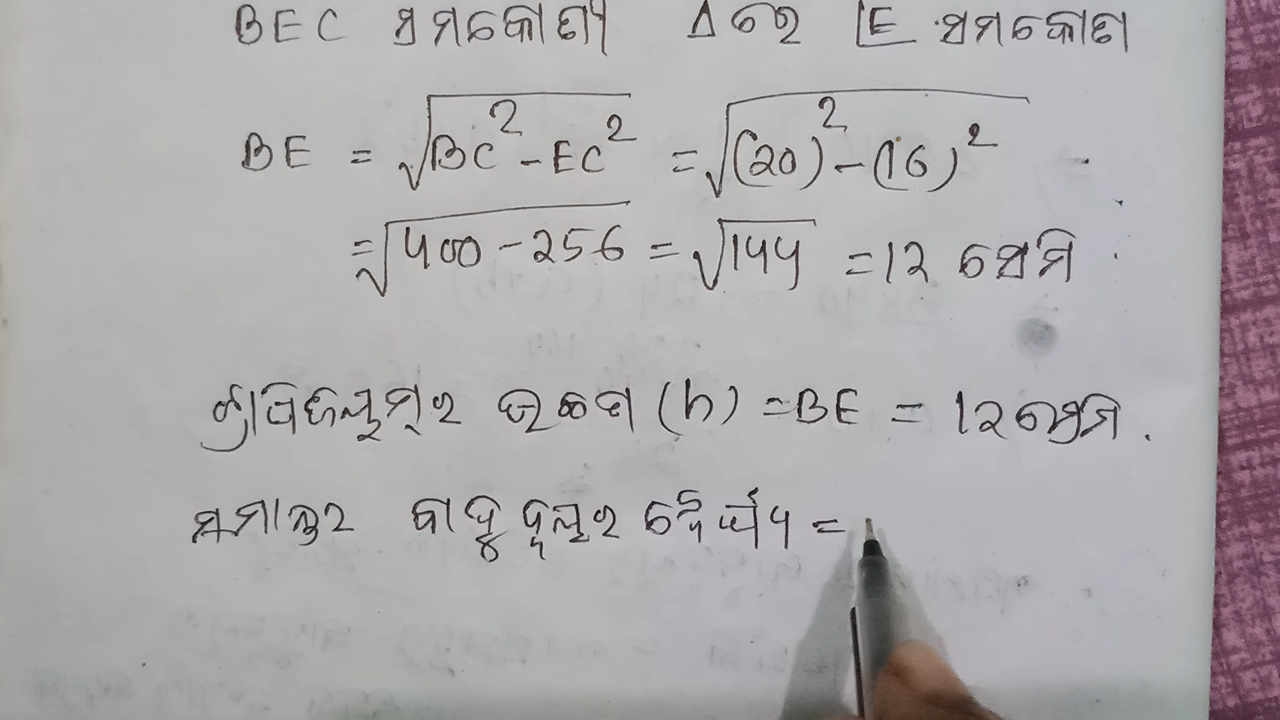 BEC ସମକୋଣୀ Δ ରେ ∟E ସମକୋଣ
BE = √BC² - EC² = √(20)² - (16)²
= √400 - 256 = √144 = 12 ସେମି
ଟ୍ରାପିଜିୟମ୍‌ର ଉଚ୍ଚତା (h) = BE = 12 ସେମି.
ସମାନ୍ତର ବାହୁ ଦ୍ୱୟର ଦୈର୍ଘ୍ୟ =